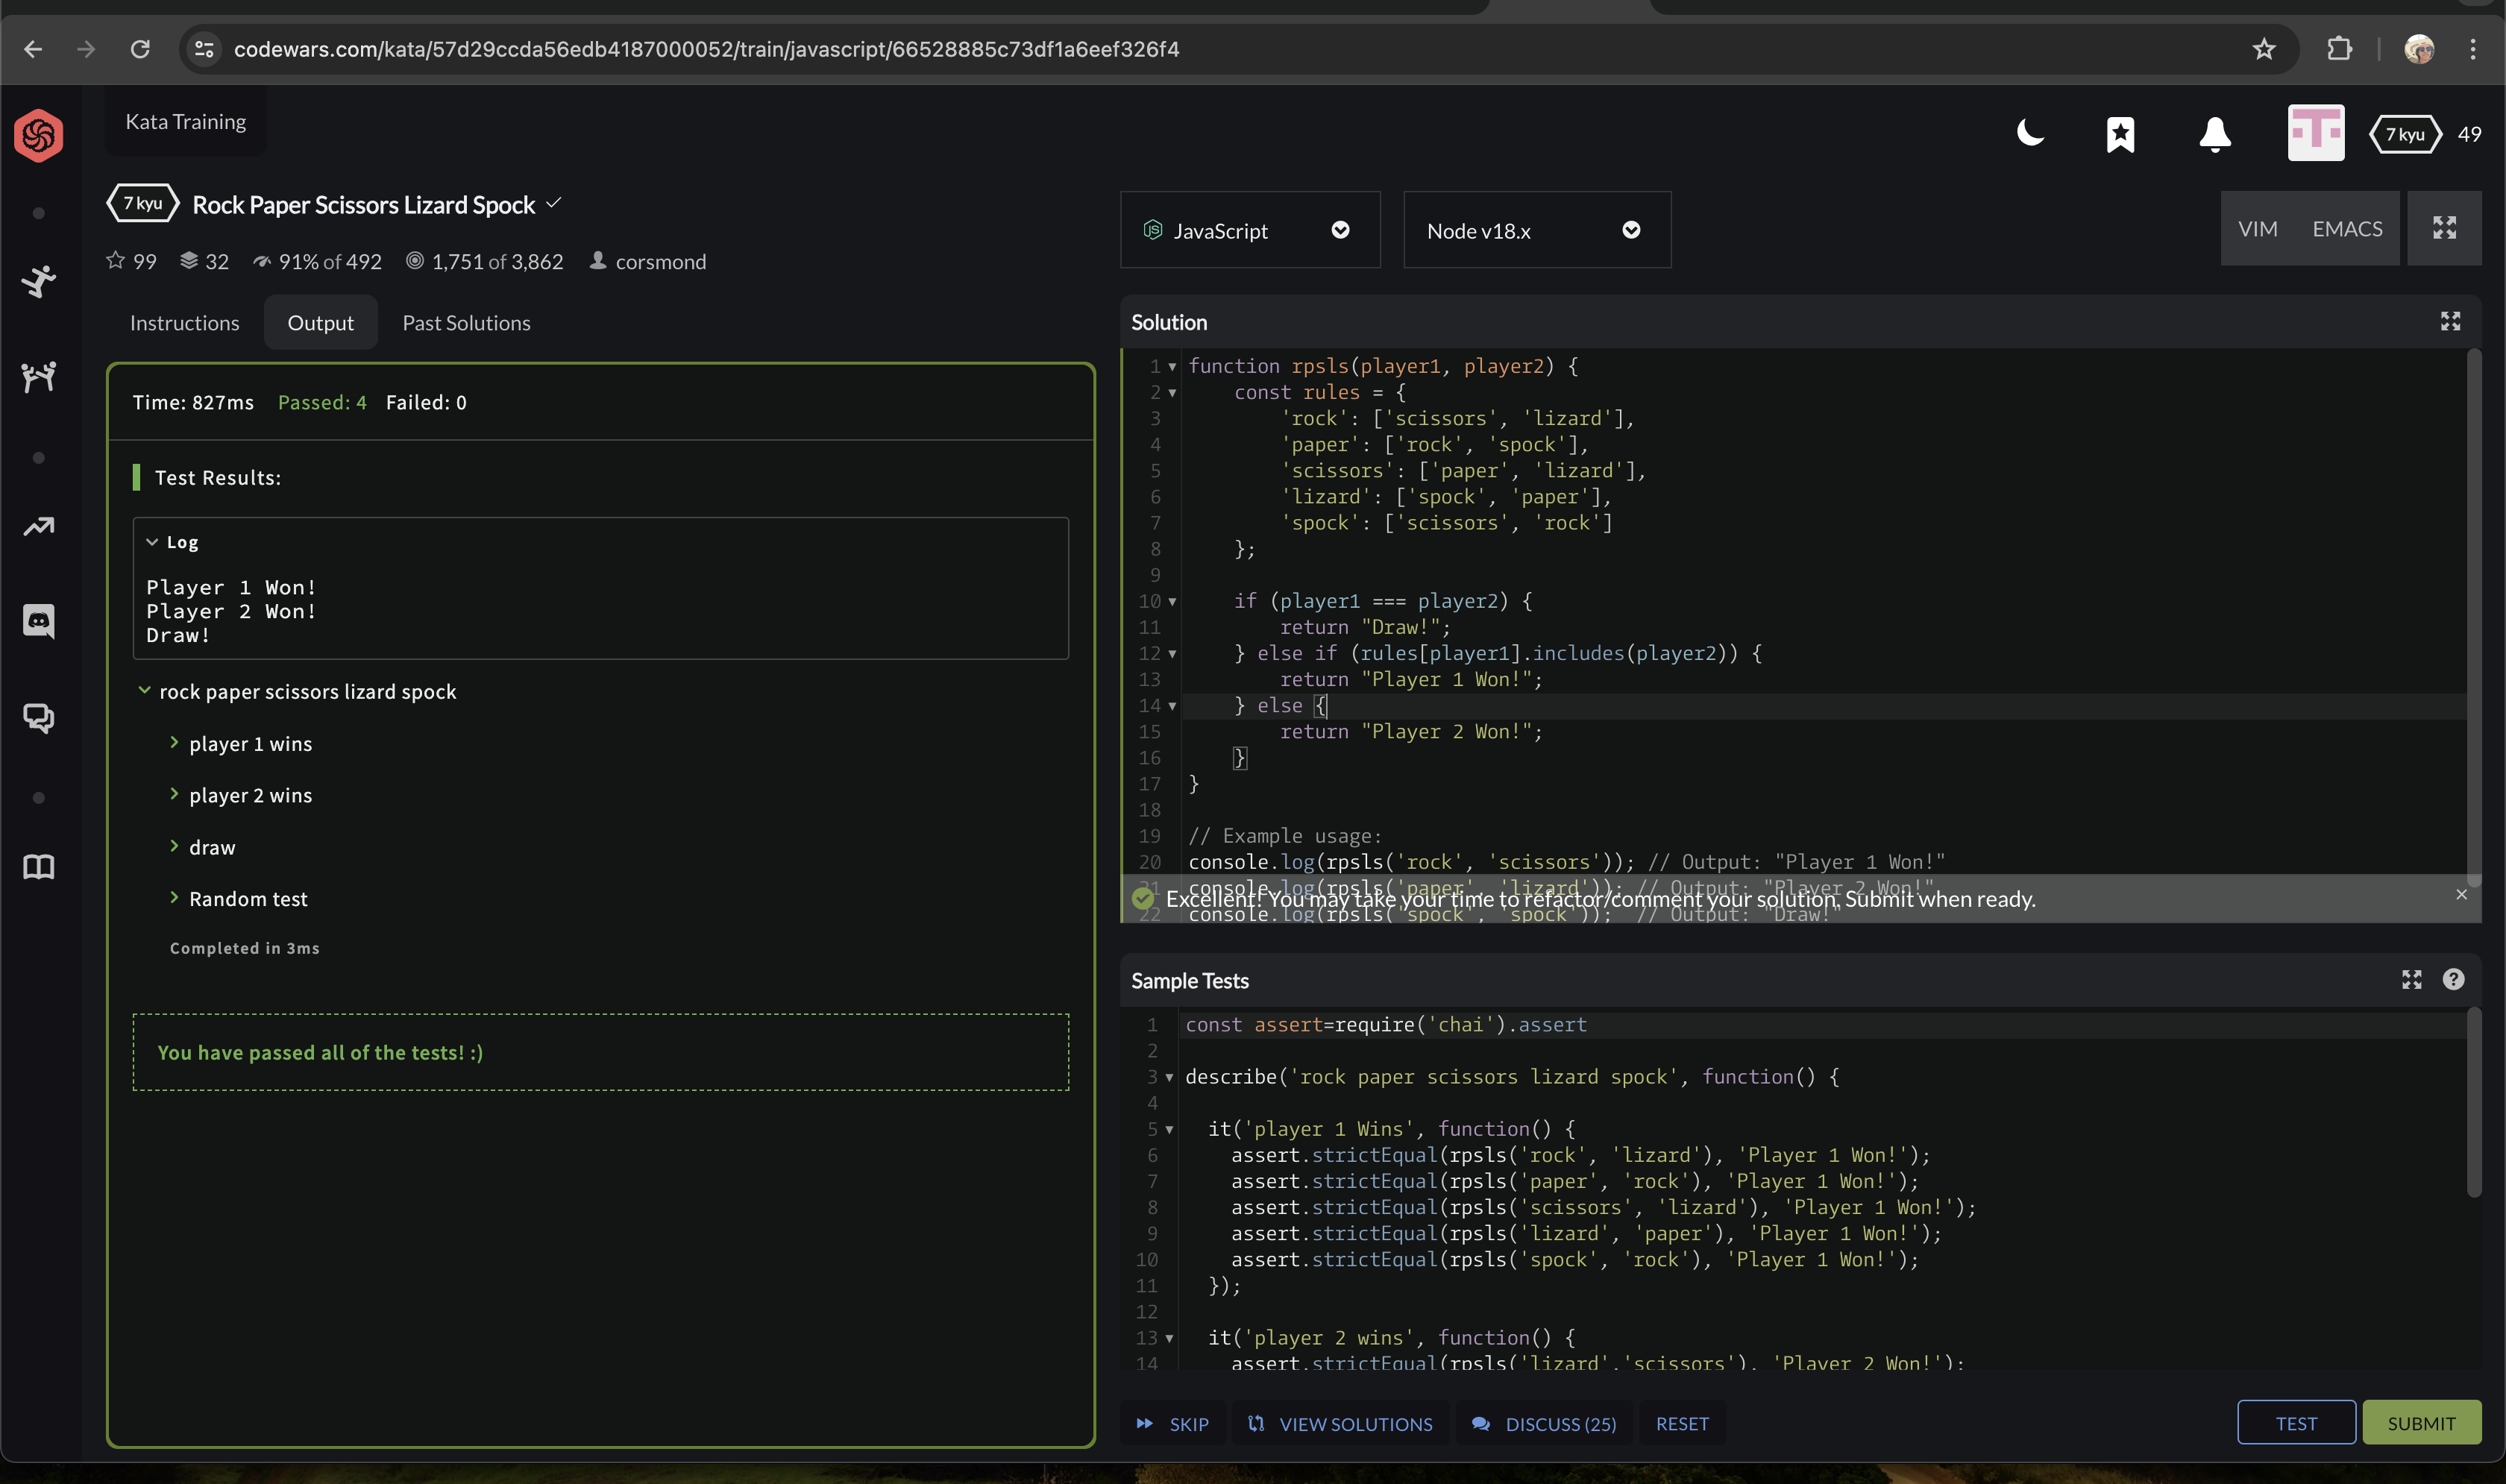 codewars.com/kata/57d29ccda56edb4187000052/train/javascript/66528885c73df1a6eef326f4
Kata Training
7 kyu 49
7 kyu Rock Paper Scissors Lizard Spock
99 32 91% of 492 1,751 of 3,862 corsmond
Instructions Output Past Solutions
Time: 827ms Passed: 4 Failed: 0
Test Results:
Log
Player 1 Won!
Player 2 Won!
Draw!
rock paper scissors lizard spock
player 1 wins
player 2 wins
draw
Random test
Completed in 3ms
You have passed all of the tests! :)
JS JavaScript Node v18.x VIM EMACS
Solution
1 function rpsls(player1, player2) {
2 const rules = {
3 'rock': ['scissors', 'lizard'],
4 'paper': ['rock', 'spock'],
5 'scissors': ['paper', 'lizard'],
6 'lizard': ['spock', 'paper'],
7 'spock': ['scissors', 'rock']
8 };
9
10 if (player1 === player2) {
11 return "Draw!";
12 } else if (rules[player1].includes(player2)) {
13 return "Player 1 Won!";
14 } else {
15 return "Player 2 Won!";
16 }
17 }
18
19 // Example usage:
20 console.log(rpsls('rock', 'scissors')); // Output: "Player 1 Won!"
21 console.log(rpsls('paper', 'lizard')); // Output: "Player 2 Won!"
Excellent! You may take your time to refactor/comment your solution. Submit when ready.
22 console.log(rpsls('spock', 'spock')); // Output: "Draw!"
Sample Tests
1 const assert=require('chai').assert
2
3 describe('rock paper scissors lizard spock', function() {
4
5 it('player 1 Wins', function() {
6 assert.strictEqual(rpsls('rock', 'lizard'), 'Player 1 Won!');
7 assert.strictEqual(rpsls('paper', 'rock'), 'Player 1 Won!');
8 assert.strictEqual(rpsls('scissors', 'lizard'), 'Player 1 Won!');
9 assert.strictEqual(rpsls('lizard', 'paper'), 'Player 1 Won!');
10 assert.strictEqual(rpsls('spock', 'rock'), 'Player 1 Won!');
11 });
12
13 it('player 2 wins', function() {
14 assert.strictEqual(rpsls('lizard','scissors'), 'Player 2 Won!');
SKIP VIEW SOLUTIONS DISCUSS (25) RESET TEST SUBMIT